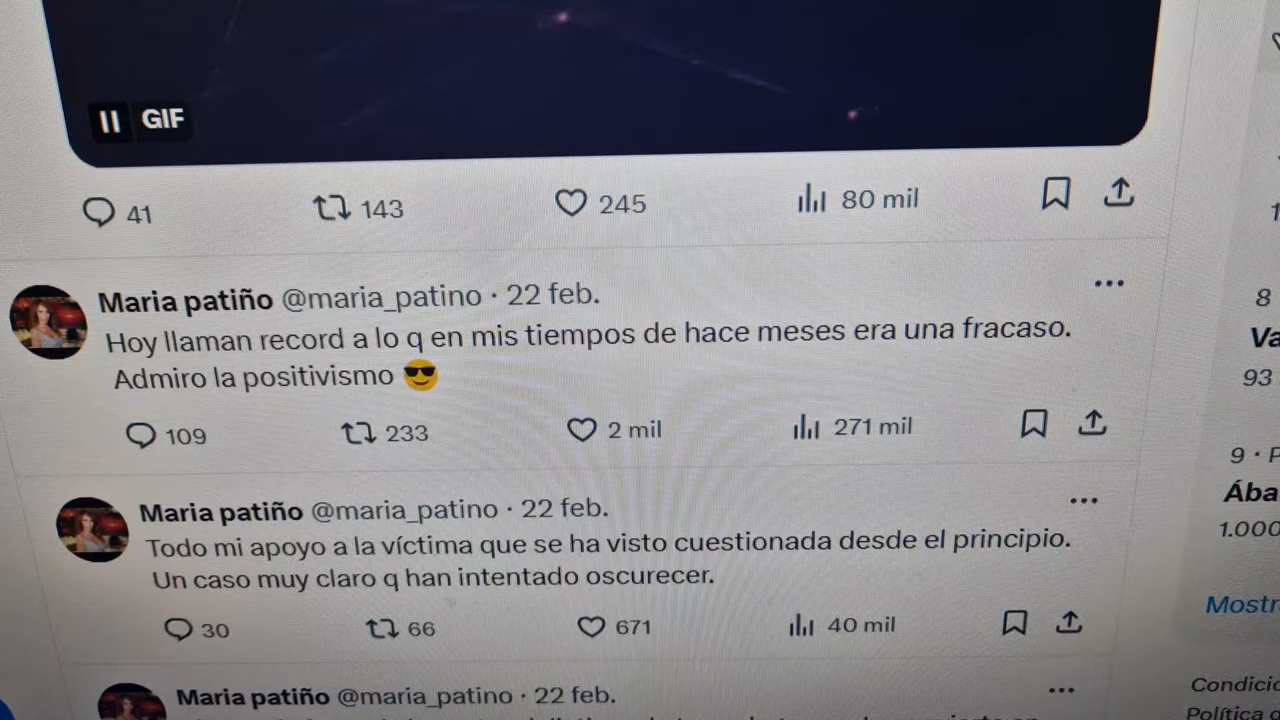 GIF
41 143 245 80 mil
Maria patiño @maria_patino · 22 feb.
Hoy llaman record a lo q en mis tiempos de hace meses era una fracaso.
Admiro la positivismo 😎
109 233 2 mil 271 mil
Maria patiño @maria_patino · 22 feb.
Todo mi apoyo a la víctima que se ha visto cuestionada desde el principio.
Un caso muy claro q han intentado oscurecer.
30 66 671 40 mil
Maria patiño @maria_patino · 22 feb.
8
Va
93
9 · P
Ába
1.000
Mostr
Condicio
Política d